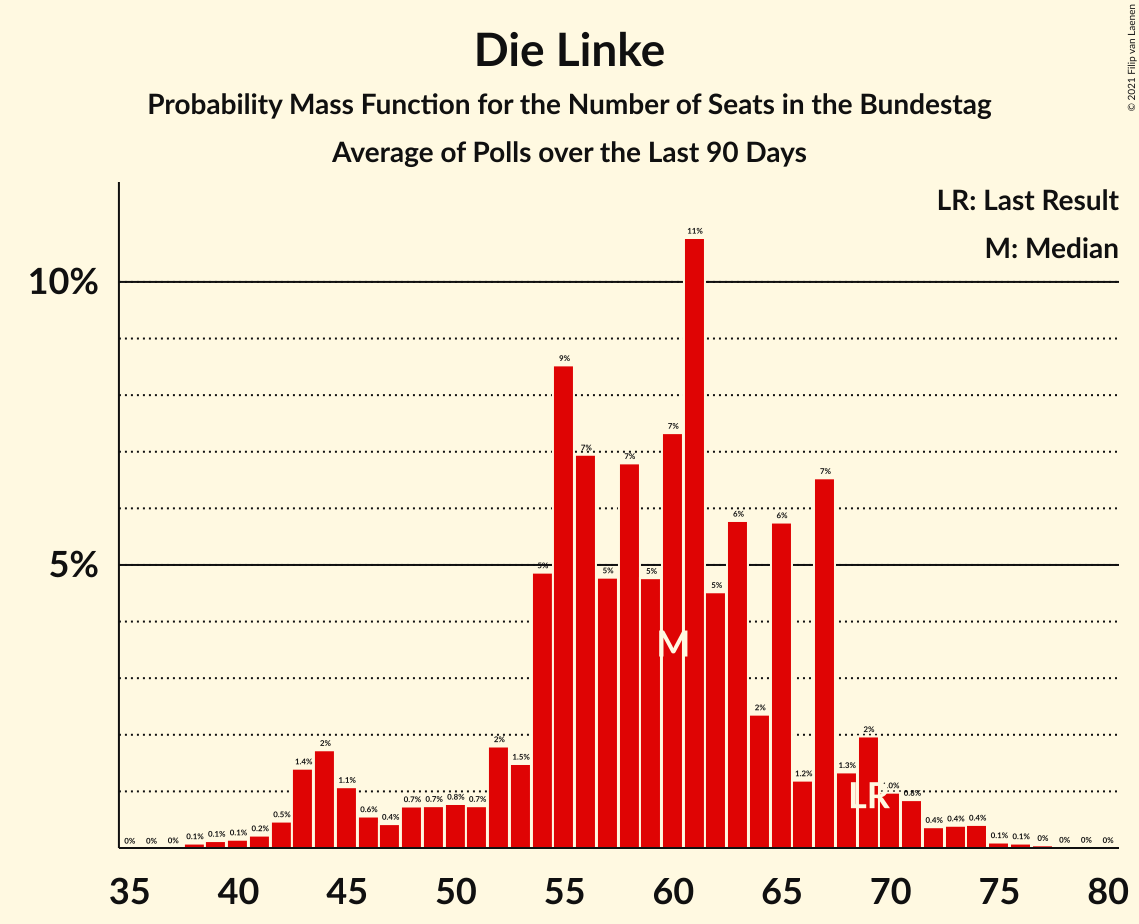 Die Linke
Probability Mass Function for the Number of Seats in the Bundestag
Average of Polls over the Last 90 Days
© 2021 Filip van Laenen
LR: Last Result
M: Median
10%
5%
0% 0% 0% 0.1% 0.1% 0.1% 0.2% 0.5% 1.4% 2% 1.1% 0.6% 0.4% 0.7% 0.7% 0.8% 0.7% 2% 1.5% 5% 9% 7% 5% 7% 5% 7% 11% 5% 6% 2% 6% 1.2% 7% 1.3% 2% 1.0% 0.8% 0.4% 0.4% 0.4% 0.1% 0.1% 0% 0% 0% 0%
M
LR
35 40 45 50 55 60 65 70 75 80